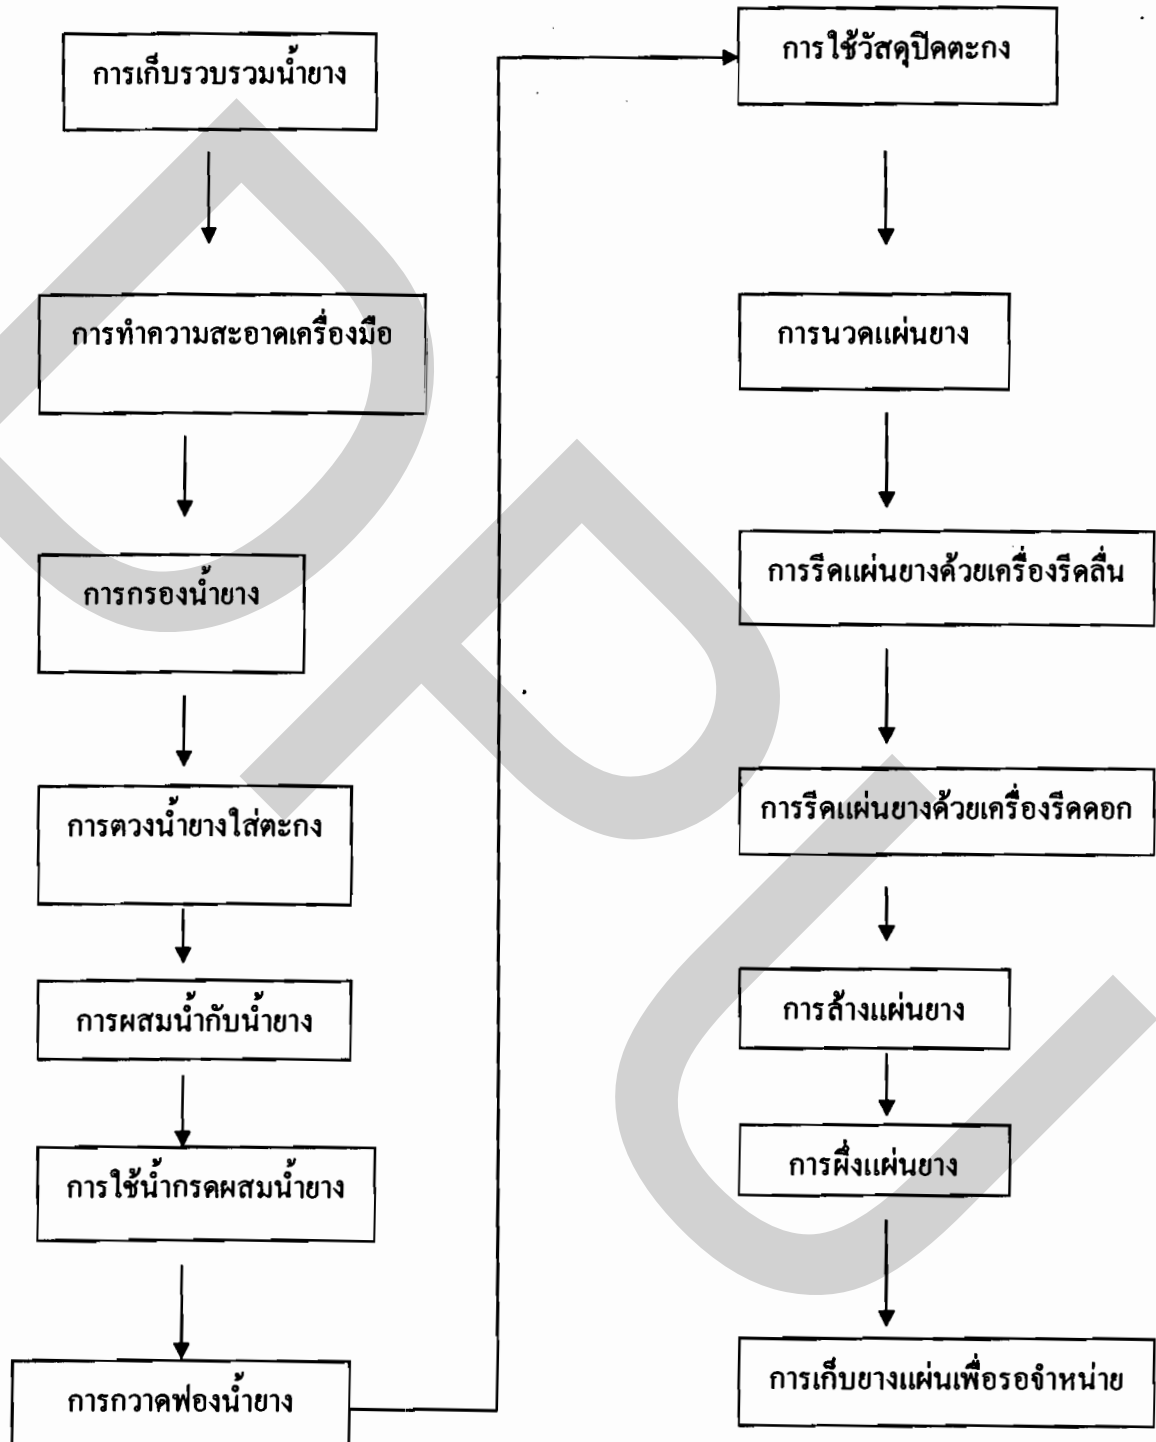 การเก็บรวบรวมน้ำยาง
การทำความสะอาดเครื่องมือ
การกรองน้ำยาง
การตวงน้ำยางใส่ตะกง
การผสมน้ำกับน้ำยาง
การใช้น้ำกรดผสมน้ำยาง
การกวาดฟองน้ำยาง
การใช้วัสดุปิดตะกง
การนวดแผ่นยาง
การรีดแผ่นยางด้วยเครื่องรีดลื่น
การรีดแผ่นยางด้วยเครื่องรีดดอก
การล้างแผ่นยาง
การผึ่งแผ่นยาง
การเก็บยางแผ่นเพื่อรอจำหน่าย
DPU